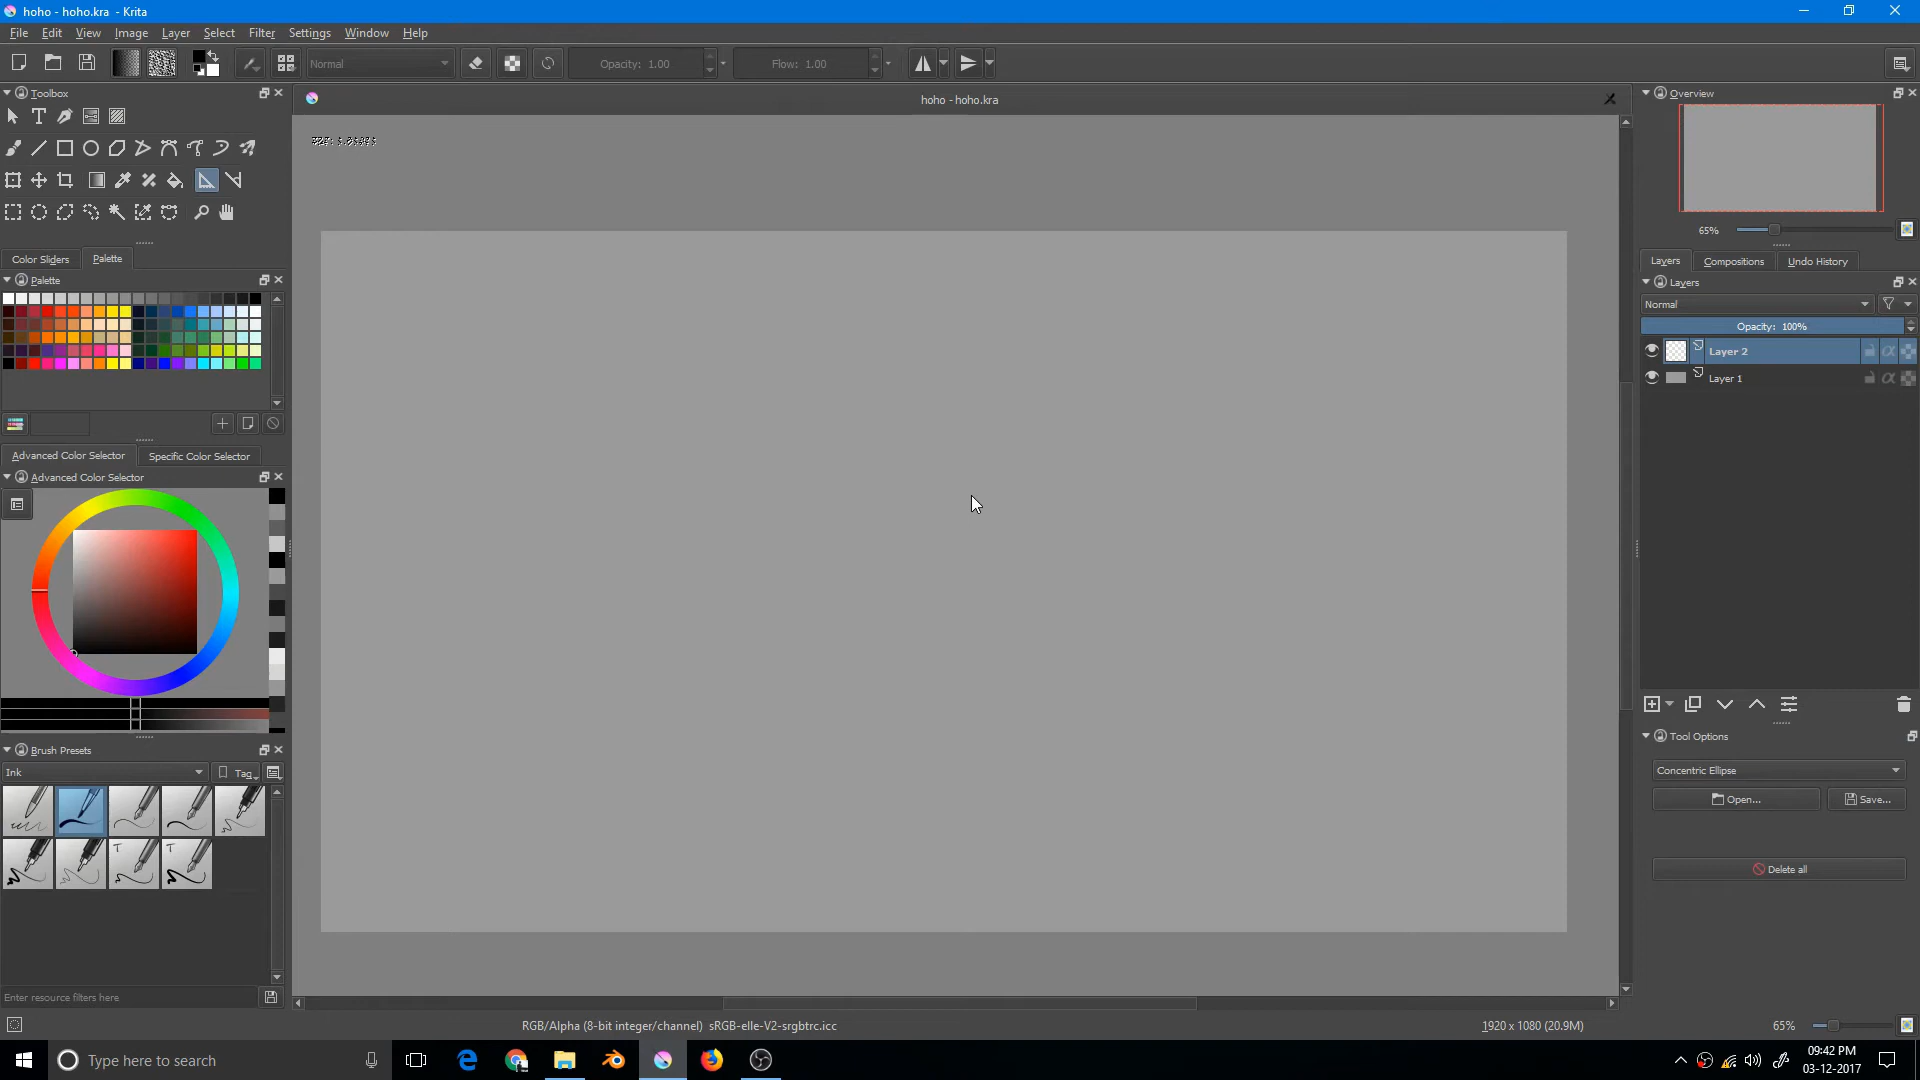 hoho - hoho.kra - Krita
File Edit View Image Layer Select Filter Settings Window Help
Normal Opacity: 1.00 Flow: 1.00
Toolbox
hoho - hoho.kra
Overview
65%
Color Sliders Palette
Palette
Layers Compositions Undo History
Layers
Normal
Opacity: 100%
Layer 2
Layer 1
Advanced Color Selector Specific Color Selector
Advanced Color Selector
Brush Presets
Ink Tag
T T
Tool Options
Concentric Ellipse
Open... Save...
Delete all
Enter resource filters here
RGB/Alpha (8-bit integer/channel) sRGB-elle-V2-srgbtrc.icc
1920 x 1080 (20.9M)
65%
Type here to search
09:42 PM
03-12-2017